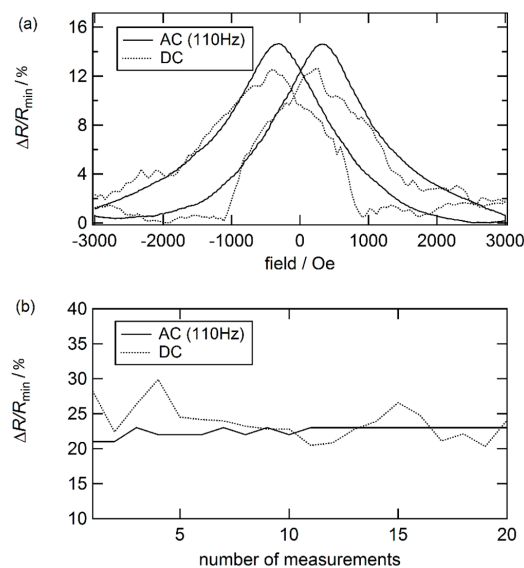 (a)
16
12
8
4
0
ΔR/Rmin / %
AC (110Hz)
DC
-3000 -2000 -1000 0 1000 2000 3000
field / Oe
(b)
40
35
30
25
20
15
10
ΔR/Rmin / %
AC (110Hz)
DC
5 10 15 20
number of measurements